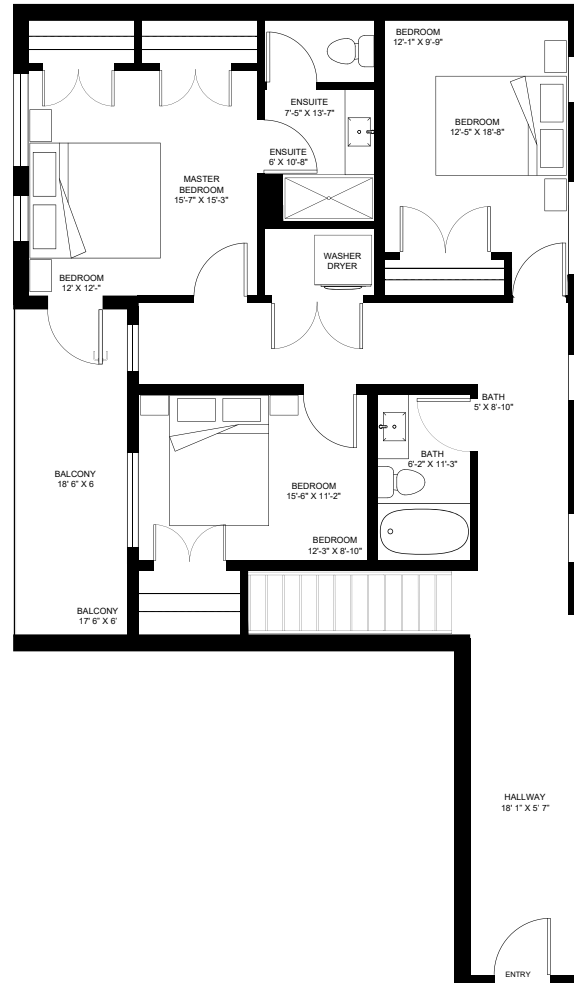 BEDROOM
12'-1" X 9'-9"
ENSUITE
7'-5" X 13'-7"
BEDROOM
12'-5" X 18'-8"
ENSUITE
6' X 10'-8"
MASTER
BEDROOM
15'-7" X 15'-3"
WASHER
DRYER
BEDROOM
12' X 12'-"
BATH
5' X 8'-10"
BATH
6'-2" X 11'-3"
BALCONY
18' 6" X 6
BEDROOM
15'-6" X 11'-2"
BEDROOM
12'-3" X 8'-10"
BALCONY
17' 6" X 6'
HALLWAY
18' 1" X 5' 7"
ENTRY